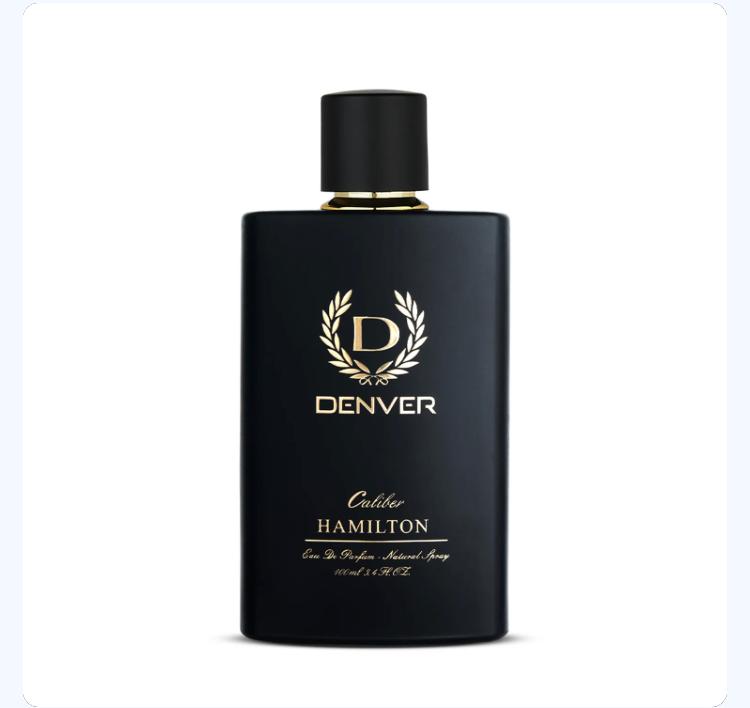 D
DENVER
Caliber
HAMILTON
Eau De Parfum - Natural Spray
100ml 3.4 Fl. OZ.